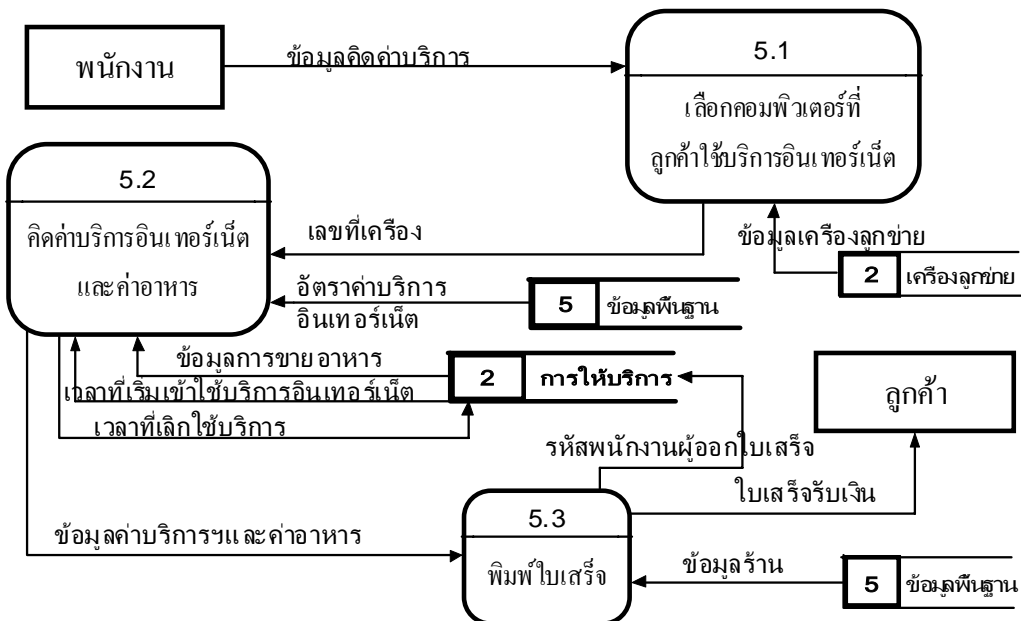 พนักงาน
ข้อมูลคิดค่าบริการ
5.1
เลือกคอมพิวเตอร์ที่
ลูกค้าใช้บริการอินเทอร์เน็ต
5.2
คิดค่าบริการอินเทอร์เน็ต
และค่าอาหาร
เลขที่เครื่อง
ข้อมูลเครื่องลูกข่าย
2 เครื่องลูกข่าย
อัตราค่าบริการ
อินเทอร์เน็ต
5 ข้อมูลพื้นฐาน
ข้อมูลการขายอาหาร
2 การให้บริการ
เวลาที่เริ่มเข้าใช้บริการอินเทอร์เน็ต
เวลาที่เลิกใช้บริการ
ลูกค้า
รหัสพนักงานผู้ออกใบเสร็จ
ใบเสร็จรับเงิน
5.3
พิมพ์ใบเสร็จ
ข้อมูลค่าบริการฯและค่าอาหาร
ข้อมูลร้าน
5 ข้อมูลพื้นฐาน